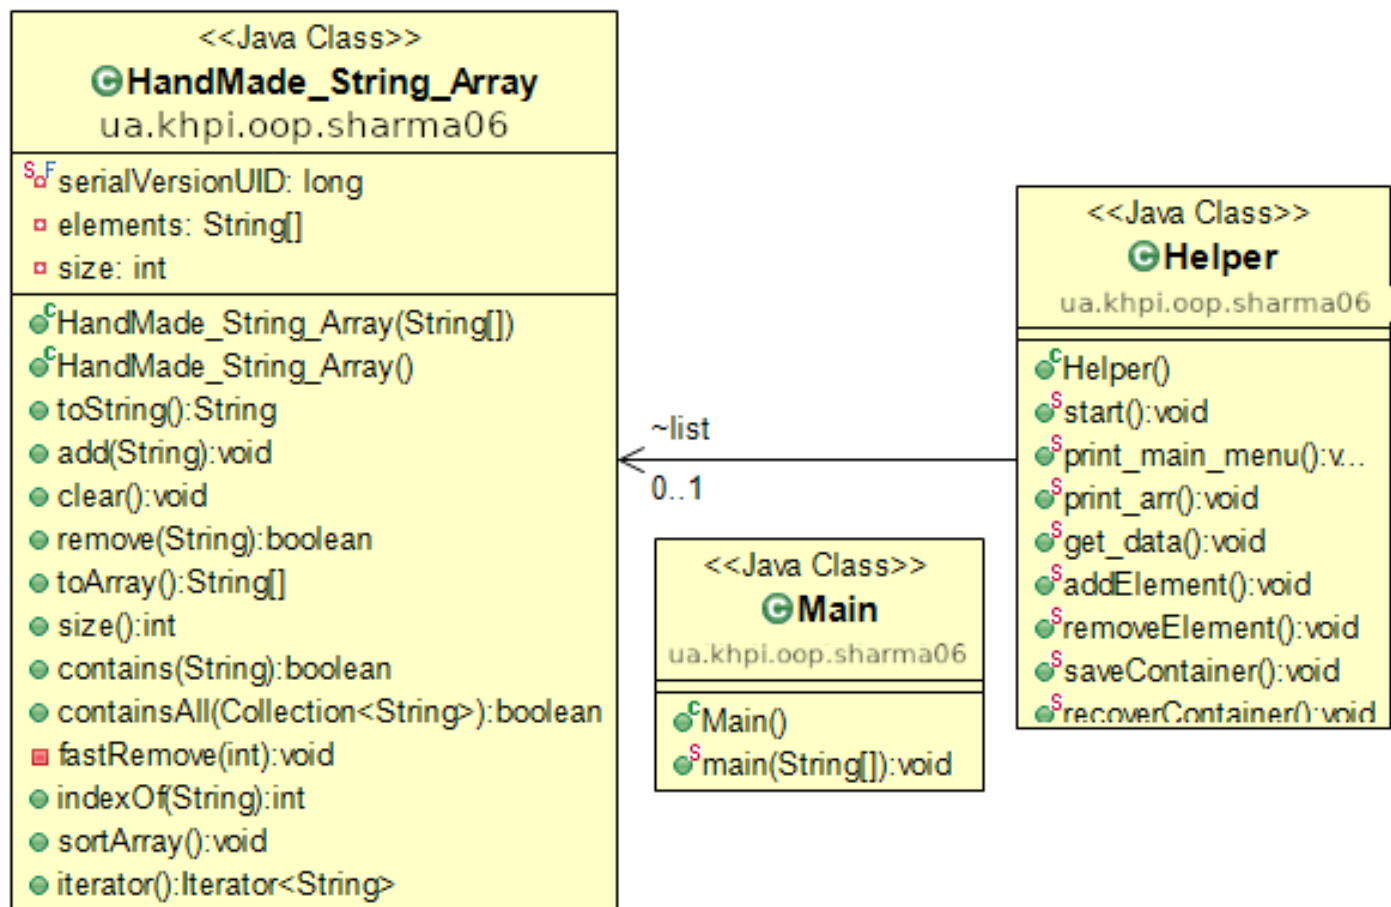 <<Java Class>>
HandMade_String_Array
ua.khpi.oop.sharma06
serialVersionUID: long
elements: String[]
size: int
HandMade_String_Array(String[])
HandMade_String_Array()
toString():String
add(String):void
clear():void
remove(String):boolean
toArray():String[]
size():int
contains(String):boolean
containsAll(Collection<String>):boolean
fastRemove(int):void
indexOf(String):int
sortArray():void
iterator():Iterator<String>
~list
0..1
<<Java Class>>
Main
ua.khpi.oop.sharma06
Main()
main(String[]):void
<<Java Class>>
Helper
ua.khpi.oop.sharma06
Helper()
start():void
print_main_menu():v...
print_arr():void
get_data():void
addElement():void
removeElement():void
saveContainer():void
recoverContainer():void